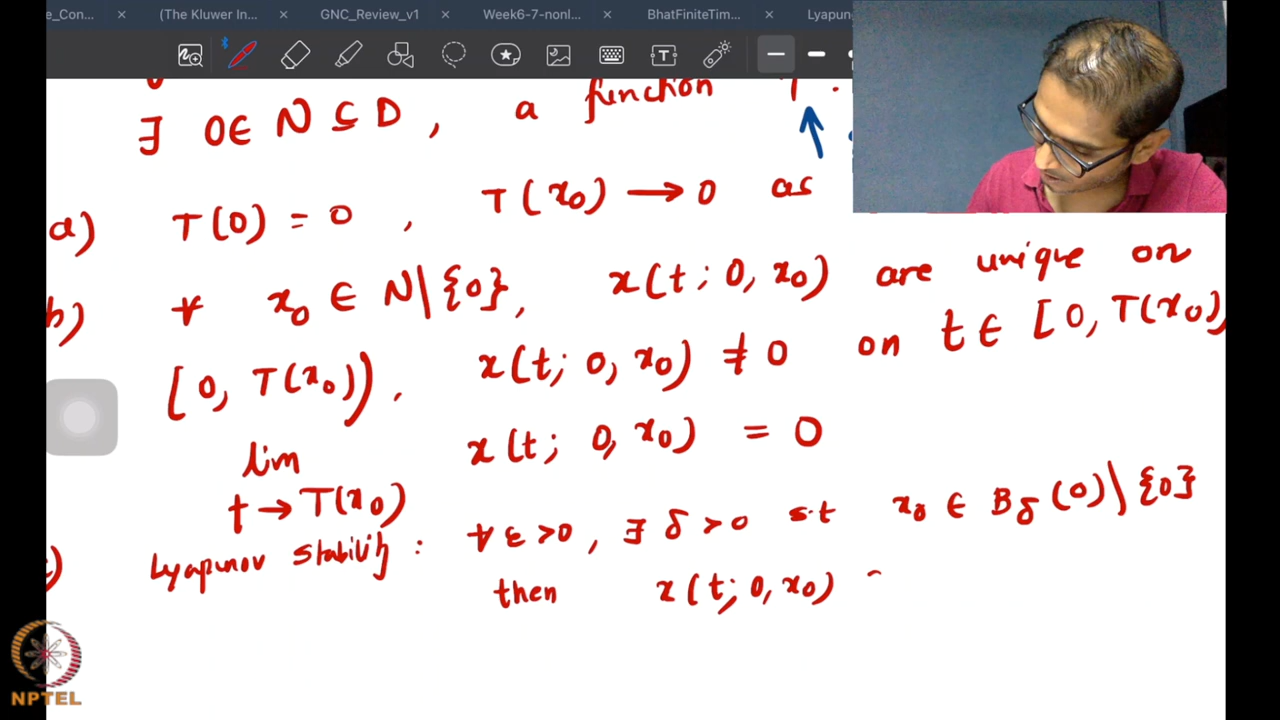 e_Con... × (The Kluwer In... × GNC_Review_v1 × Week6-7-nonl... × BhatFiniteTim... × Lyapu
∃ 0 ∈ N ⊆ D , a function
a) T(0) = 0 , T(x₀) → 0 as
b) ∀ x₀ ∈ N\{0}, x(t; 0, x₀) are unique on
[0, T(x₀)). x(t; 0, x₀) ≠ 0 on t ∈ [0, T(x₀)
lim x(t; 0, x₀) = 0
t → T(x₀)
Lyapunov stability : ∀ ε > 0 , ∃ δ > 0 s.t x₀ ∈ B_δ(0)\{0}
then x(t; 0, x₀)
NPTEL